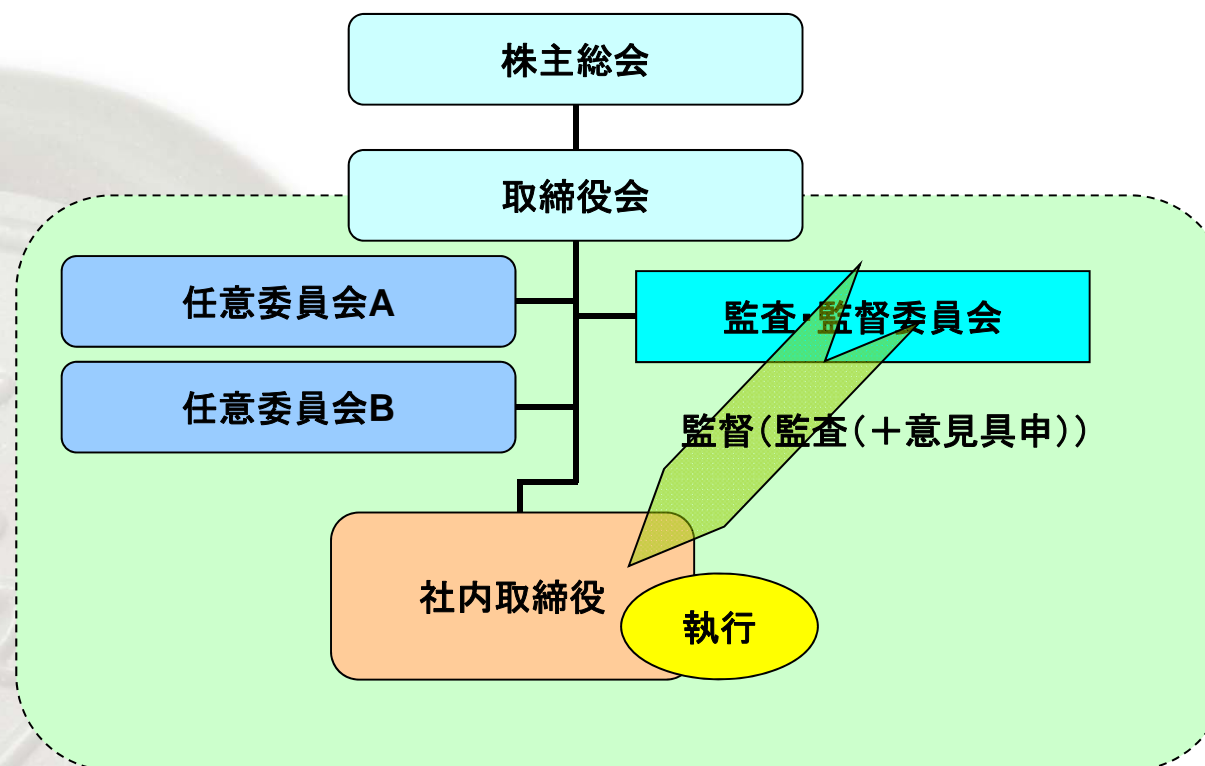 株主総会
取締役会
任意委員会A
監査・監督委員会
任意委員会B
監督(監査(+意見具申))
社内取締役
執行